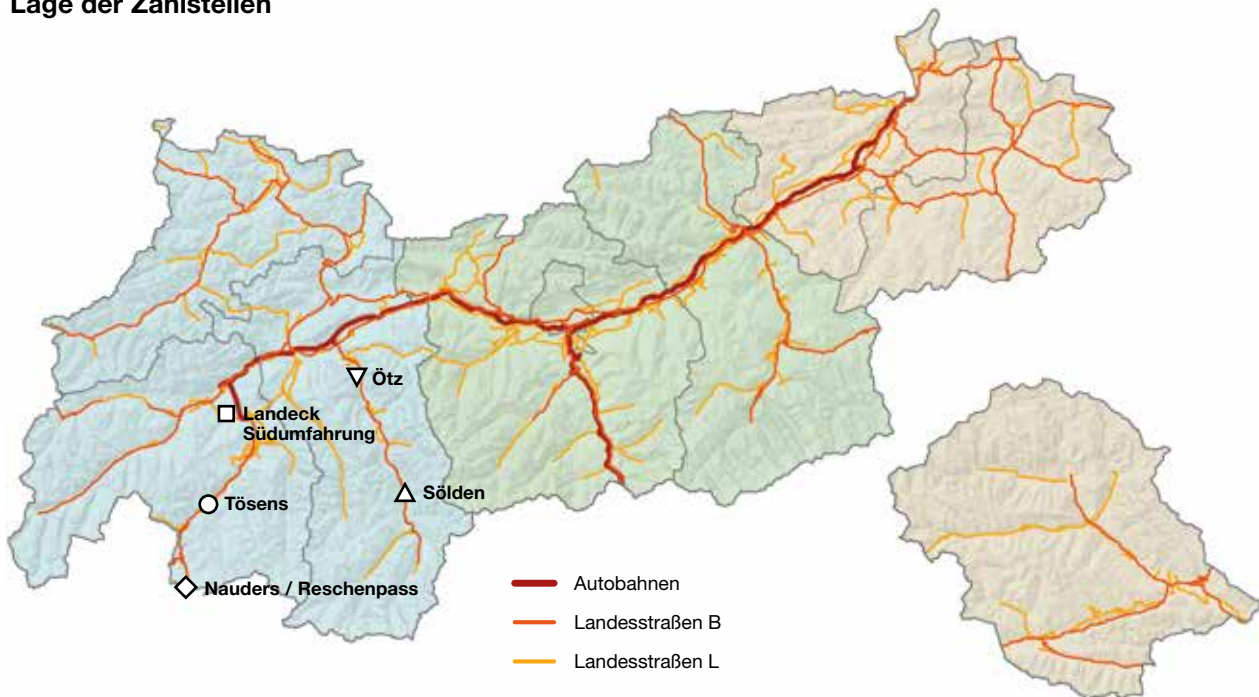 Lage der Zählstellen
Ötz
Landeck
Südumfahrung
Tösens
Sölden
Nauders / Reschenpass
Autobahnen
Landesstraßen B
Landesstraßen L